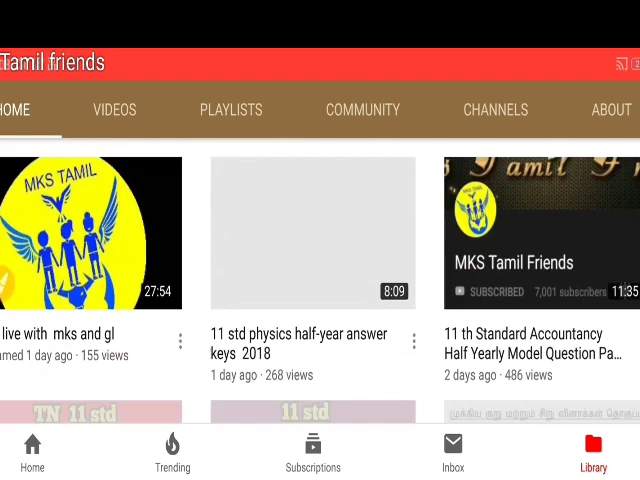 Tamil friends
HOME VIDEOS PLAYLISTS COMMUNITY CHANNELS ABOUT
MKS TAMIL
27:54
8:09
Tamil
MKS Tamil Friends
SUBSCRIBED 7,001 subscribers
11:35
live with mks and gl
1 day ago · 155 views
11 std physics half-year answer
keys 2018
1 day ago · 268 views
11 th Standard Accountancy
Half Yearly Model Question Pa...
2 days ago · 486 views
TN 11 std
11 std
முக்கிய குறு மற்றும் சிறு வினாக்கள்
Home Trending Subscriptions Inbox Library